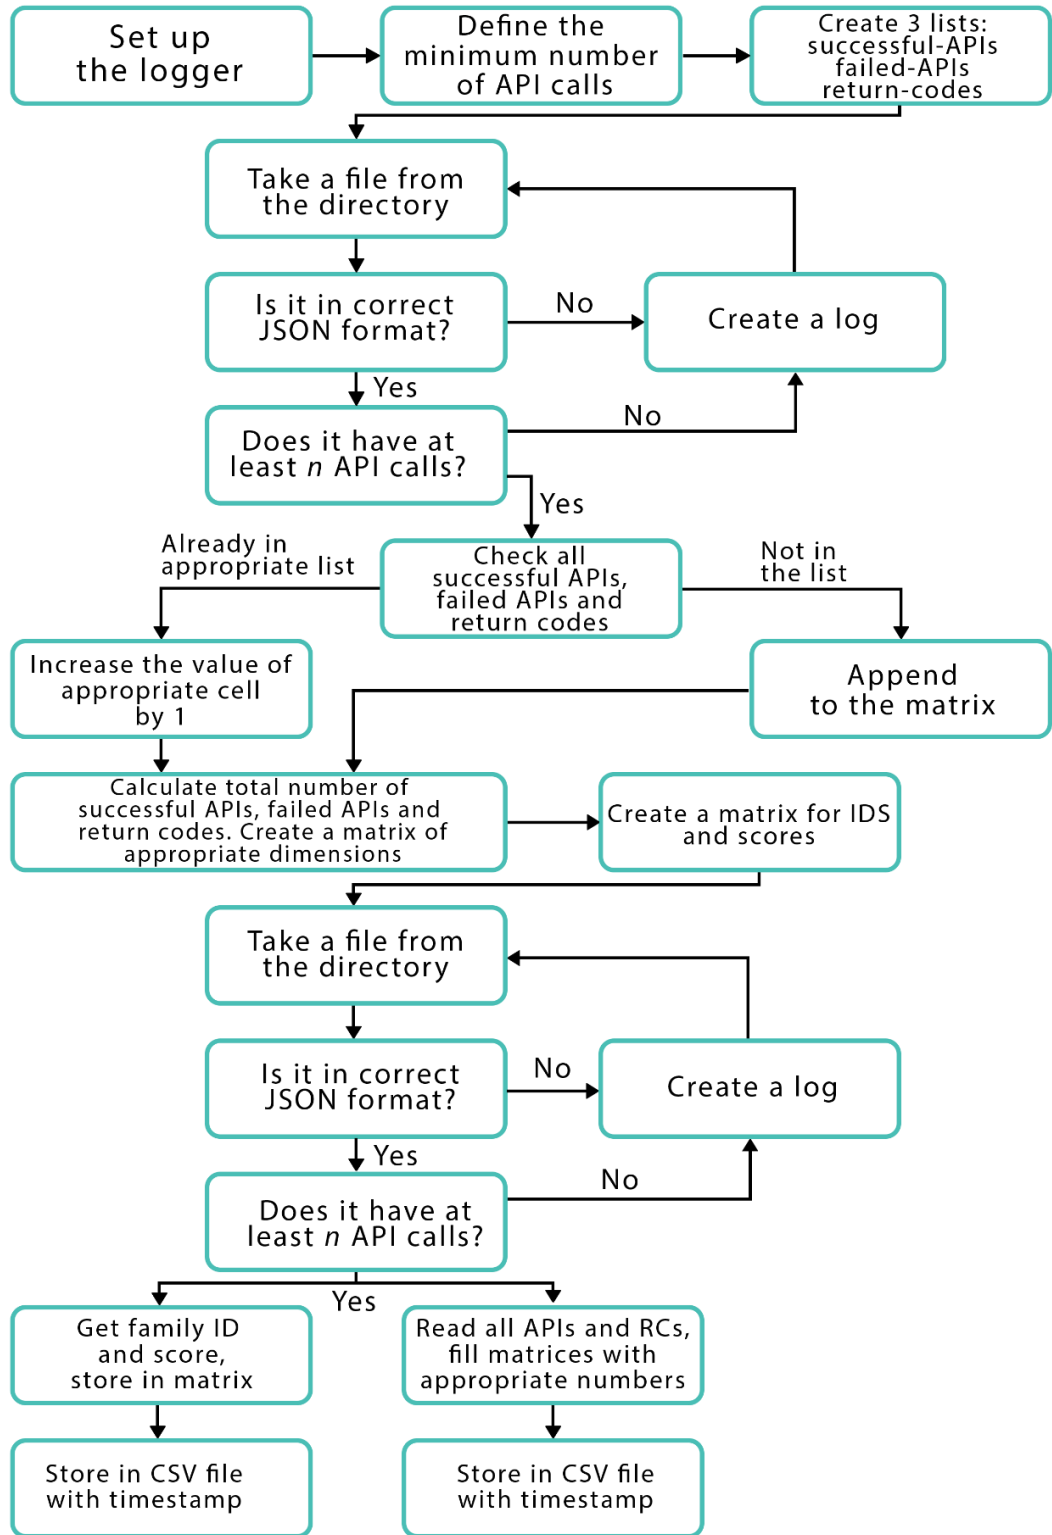 Set up
the logger
Define the
minimum number
of API calls
Create 3 lists:
successful-APIs
failed-APIs
return-codes
Take a file from
the directory
Is it in correct
JSON format?
No
Create a log
Yes
Does it have at
least n API calls?
No
Yes
Already in
appropriate list
Check all
successful APIs,
failed APIs and
return codes
Not in
the list
Increase the value of
appropriate cell
by 1
Append
to the matrix
Calculate total number of
successful APIs, failed APIs and
return codes. Create a matrix of
appropriate dimensions
Create a matrix for IDS
and scores
Take a file from
the directory
Is it in correct
JSON format?
No
Create a log
Yes
Does it have at
least n API calls?
No
Yes
Get family ID
and score,
store in matrix
Read all APIs and RCs,
fill matrices with
appropriate numbers
Store in CSV file
with timestamp
Store in CSV file
with timestamp